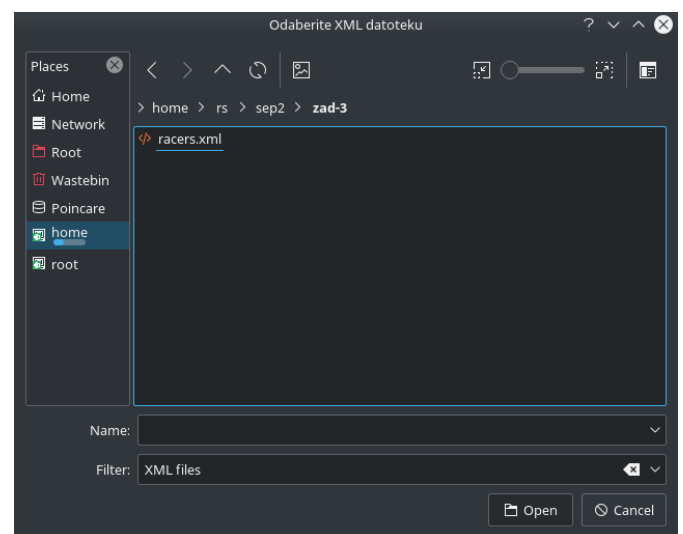 Odaberite XML datoteku
Places
Home
Network
Root
Wastebin
Poincare
home
root
> home > rs > sep2 > zad-3
racers.xml
Name:
Filter: XML files
Open
Cancel